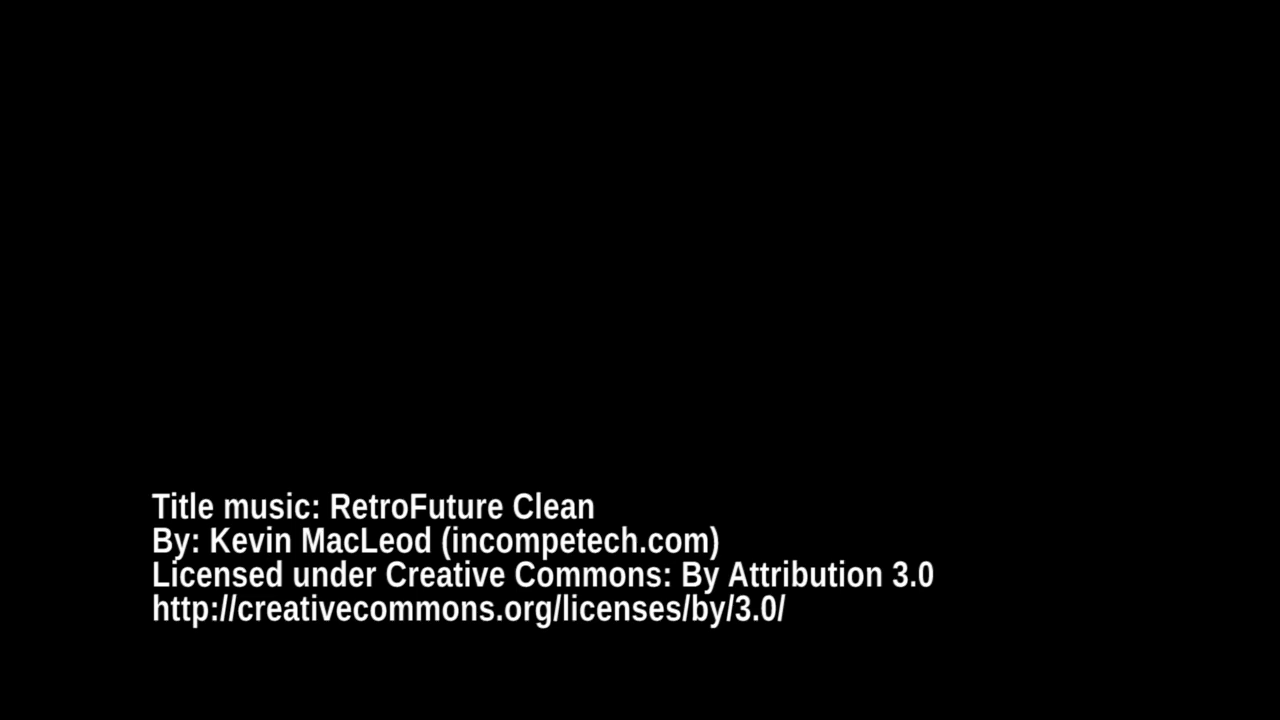 Title music: RetroFuture Clean
By: Kevin MacLeod (incompetech.com)
Licensed under Creative Commons: By Attribution 3.0
http://creativecommons.org/licenses/by/3.0/